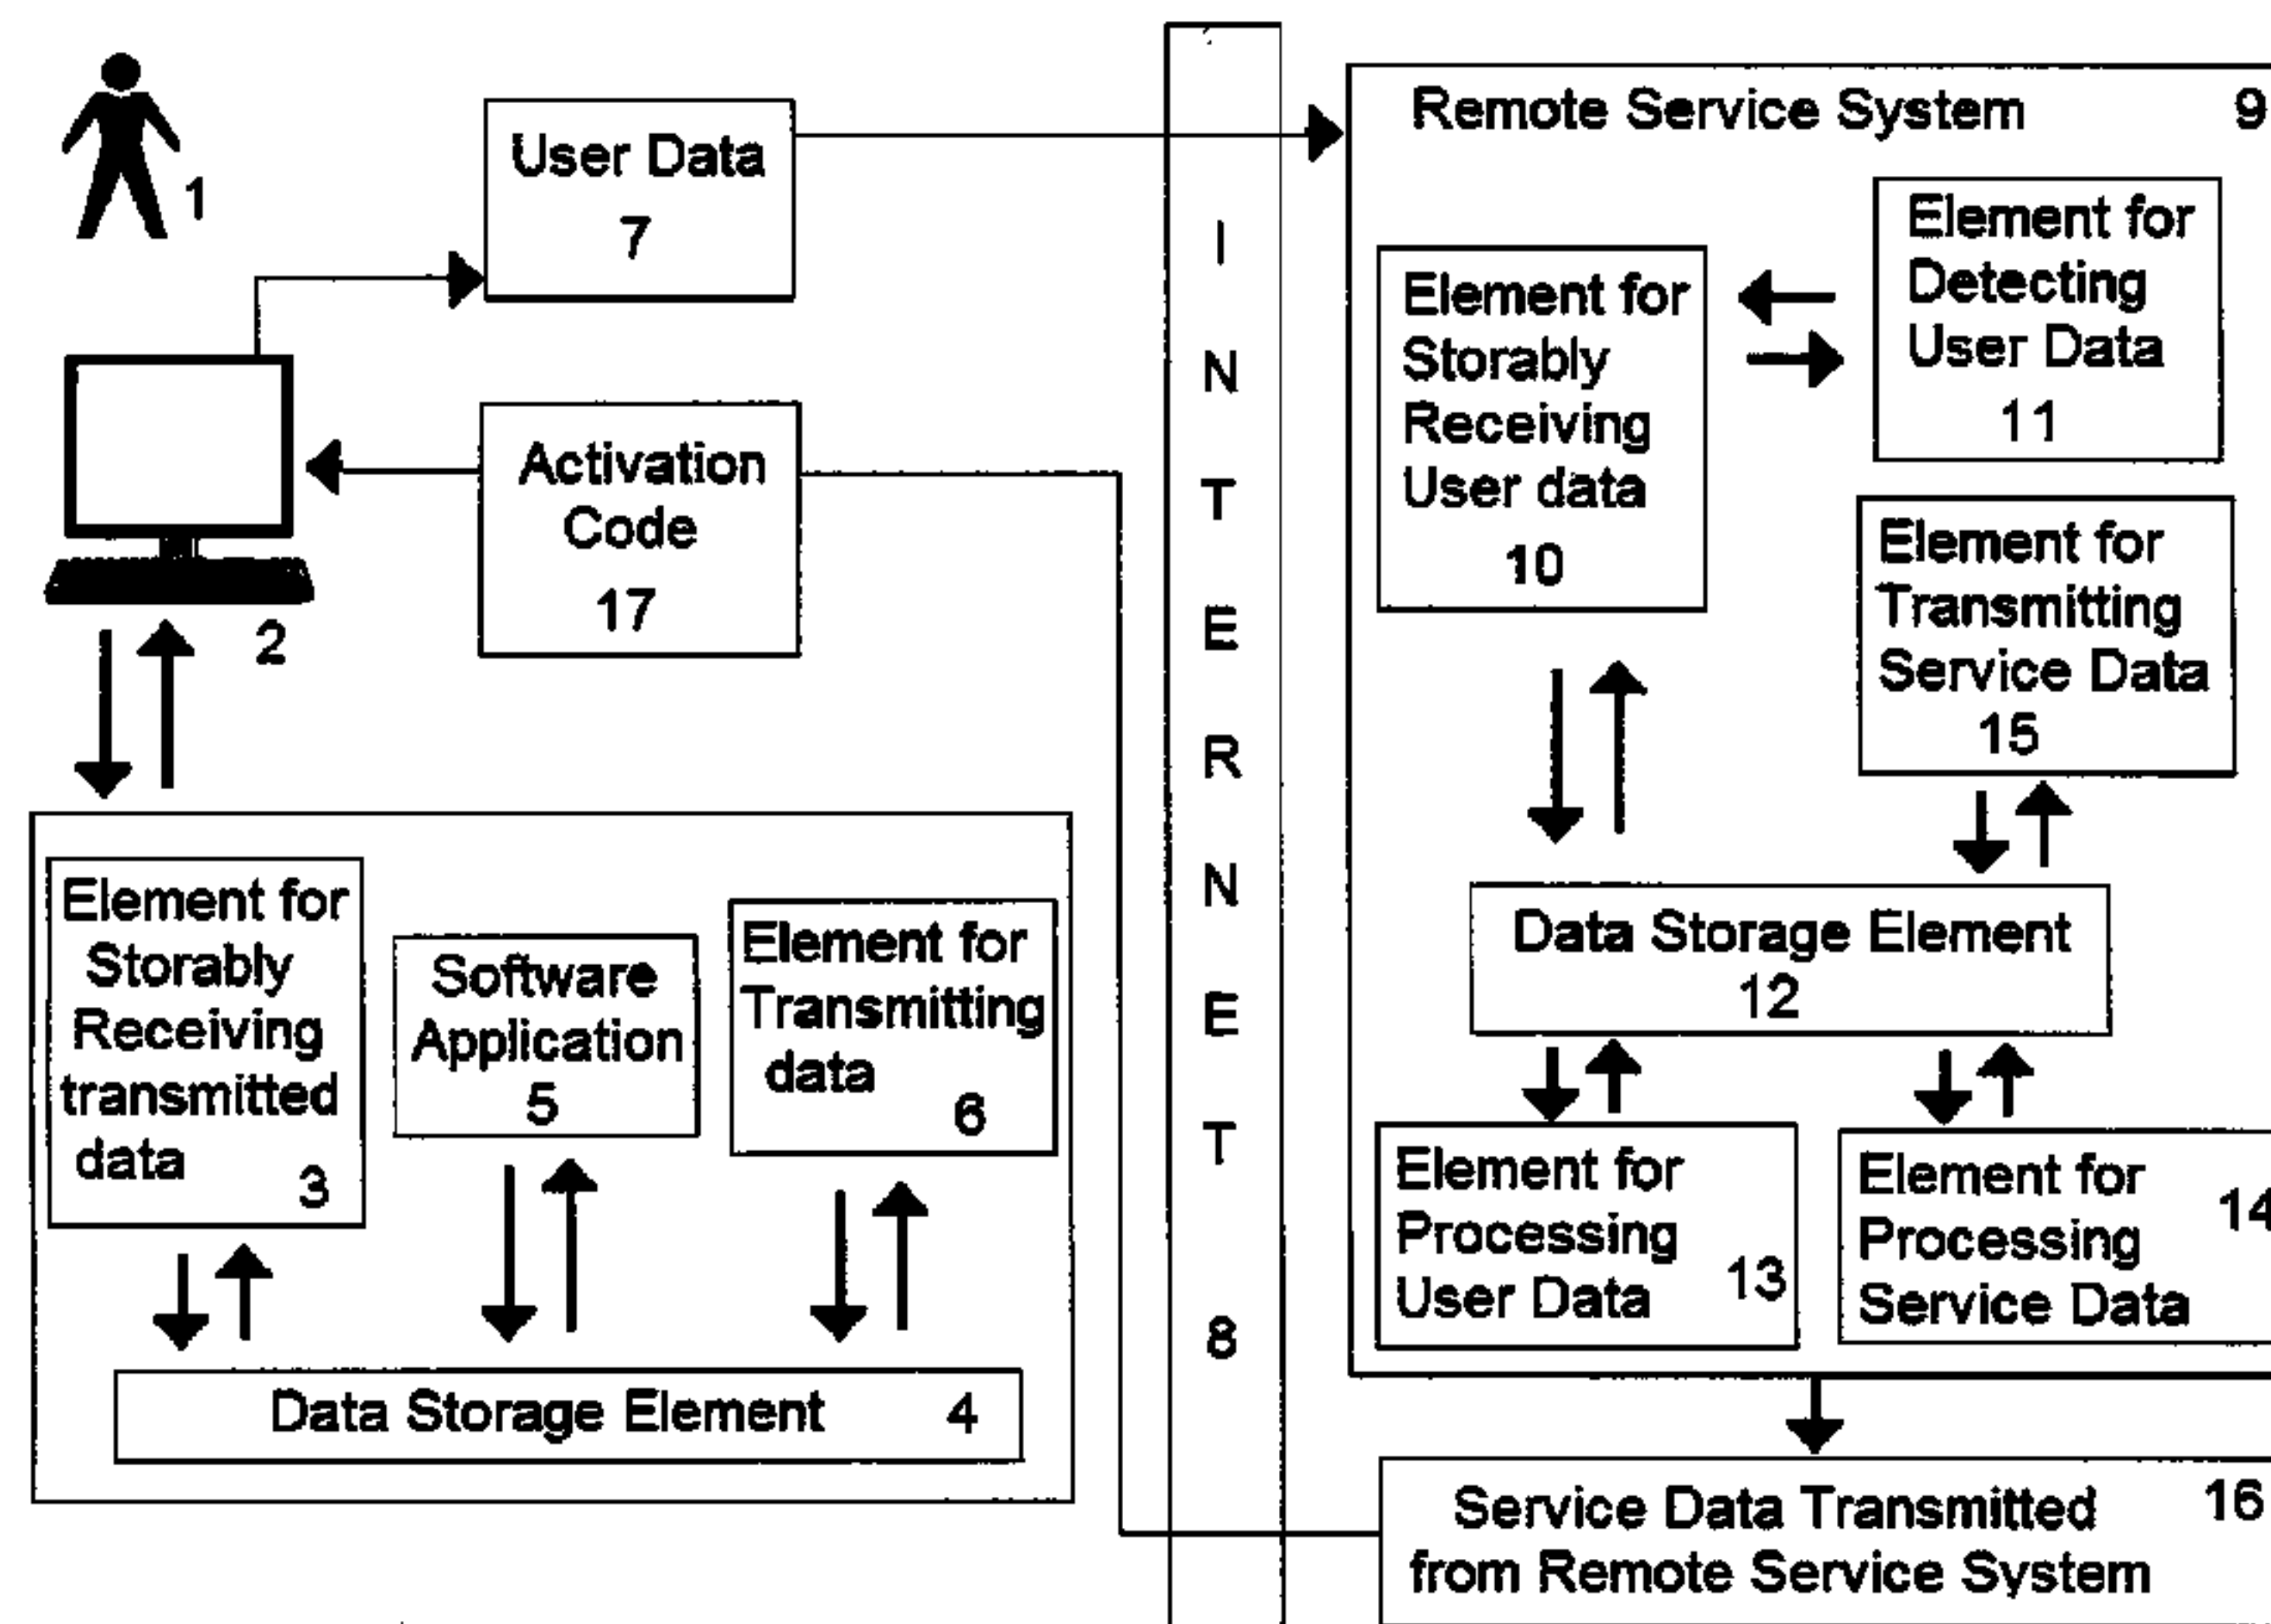 1
User Data
7
Activation
Code
17
2
Element for
Storably
Receiving
transmitted
data
3
Software
Application
5
Element for
Transmitting
data
6
Data Storage Element 4
I
N
T
E
R
N
E
T
8
Remote Service System 9
Element for
Storably
Receiving
User data
10
Element for
Detecting
User Data
11
Element for
Transmitting
Service Data
15
Data Storage Element
12
Element for
Processing
User Data
13
Element for
Processing
Service Data
14
Service Data Transmitted 16
from Remote Service System